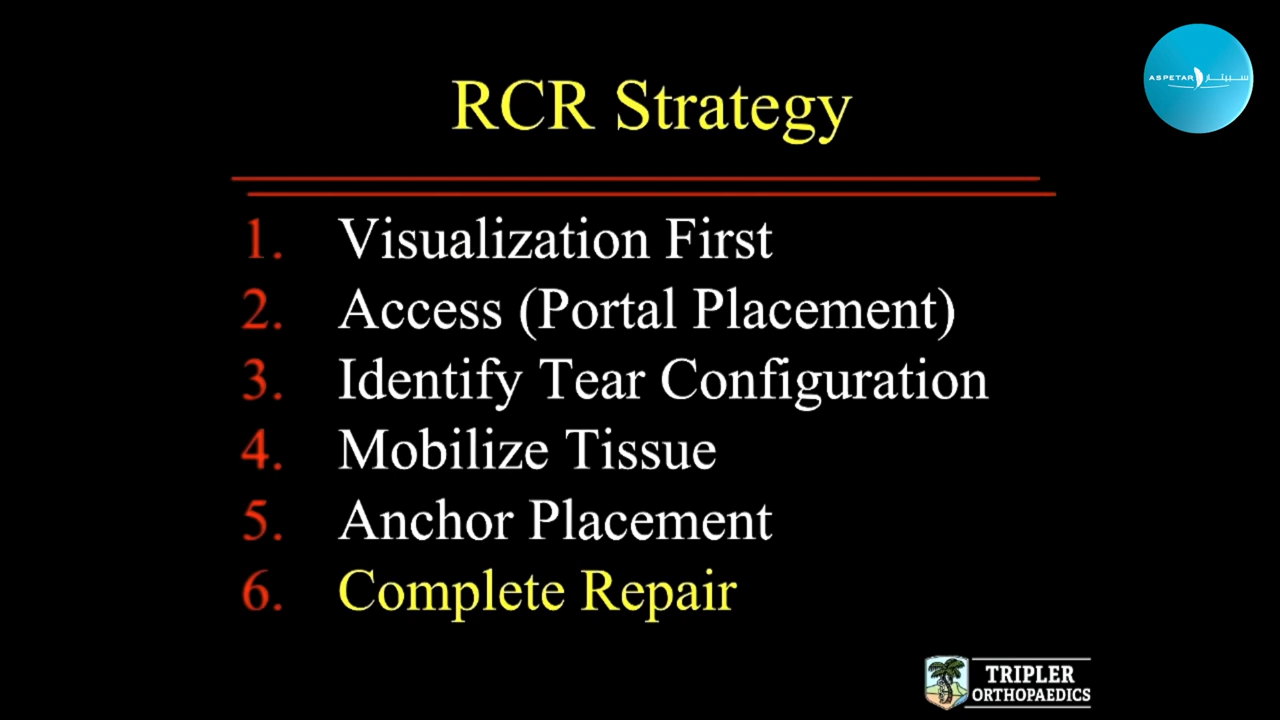 ASPETAR سبيتار
RCR Strategy
1. Visualization First
2. Access (Portal Placement)
3. Identify Tear Configuration
4. Mobilize Tissue
5. Anchor Placement
6. Complete Repair
TRIPLER
ORTHOPAEDICS